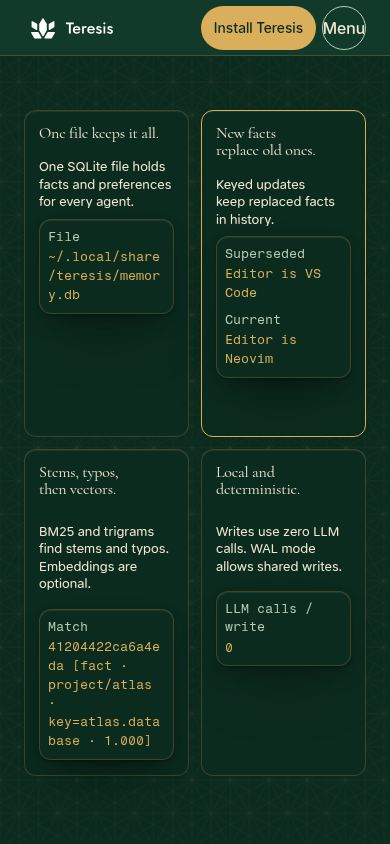 Teresis
Install Teresis
Menu
One file keeps it all.
One SQLite file holds
facts and preferences
for every agent.
File
~/.local/share
/teresis/memor
y.db
New facts
replace old ones.
Keyed updates
keep replaced facts
in history.
Superseded
Editor is VS
Code
Current
Editor is
Neovim
Stems, typos,
then vectors.
BM25 and trigrams
find stems and typos.
Embeddings are
optional.
Match
41204422ca6a4e
da [fact ·
project/atlas
·
key=atlas.data
base · 1.000]
Local and
deterministic.
Writes use zero LLM
calls. WAL mode
allows shared writes.
LLM calls /
write
0